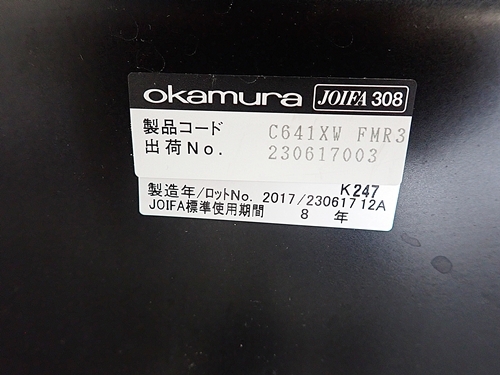 okamura JOIFA 308
製品コード C641XW FMR3
出荷No. 230617003
K247
製造年/ロットNo. 2017/23061712A
JOIFA標準使用期間 8 年